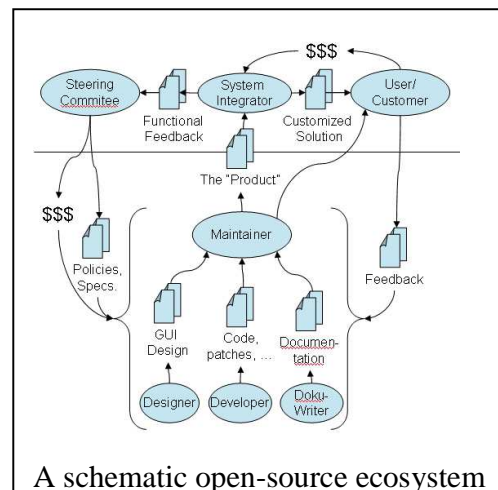 $$$
Steering
Commitee
System
Integrator
User/
Customer
Functional
Feedback
Customized
Solution
The "Product"
$$$
Maintainer
Policies,
Specs.
Feedback
GUI
Design
Code,
patches, ...
Documen-
tation
Designer
Developer
Doku-
Writer
A schematic open-source ecosystem